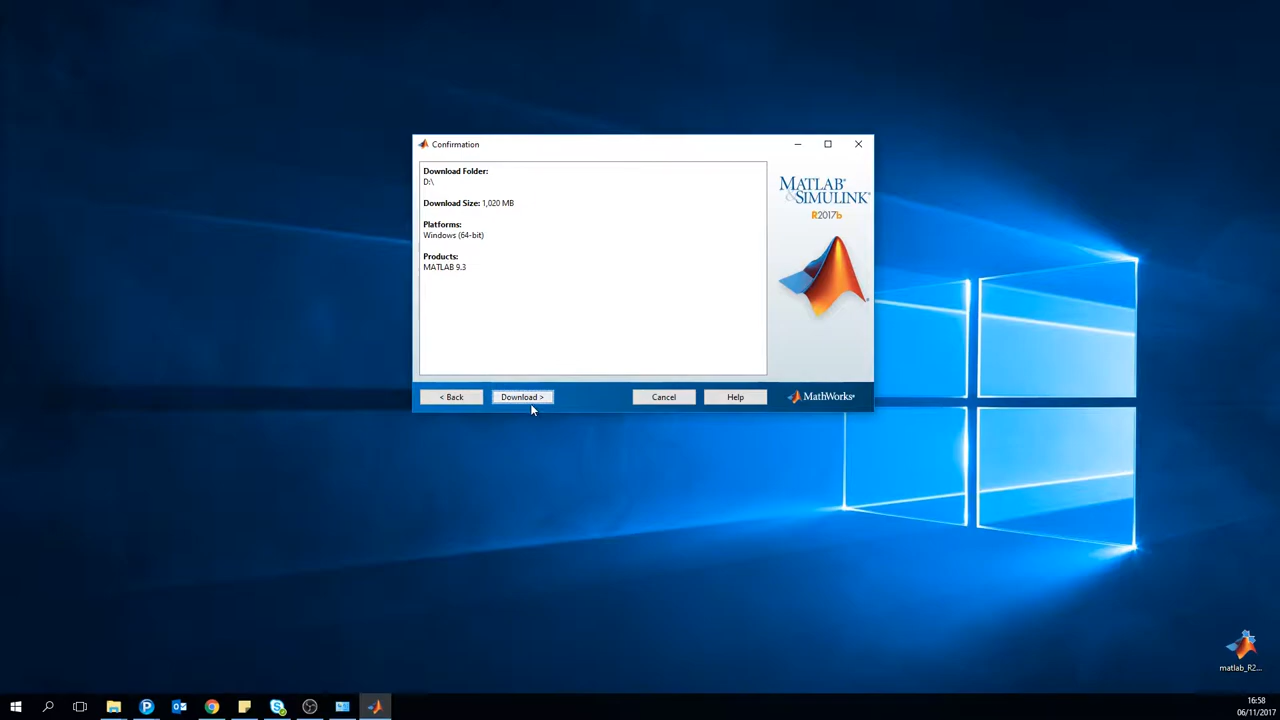 Confirmation
Download Folder:
D:\
Download Size: 1,020 MB
Platforms:
Windows (64-bit)
Products:
MATLAB 9.3
MATLAB®
&SIMULINK®
R2017b
< Back
Download >
Cancel
Help
MathWorks®
matlab_R2...
16:58
06/11/2017